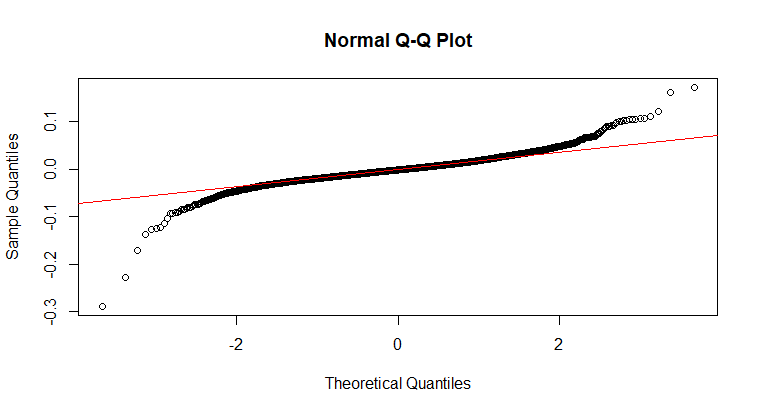 Normal Q-Q Plot
Sample Quantiles
0.1
0.0
-0.1
-0.2
-0.3
-2 0 2
Theoretical Quantiles